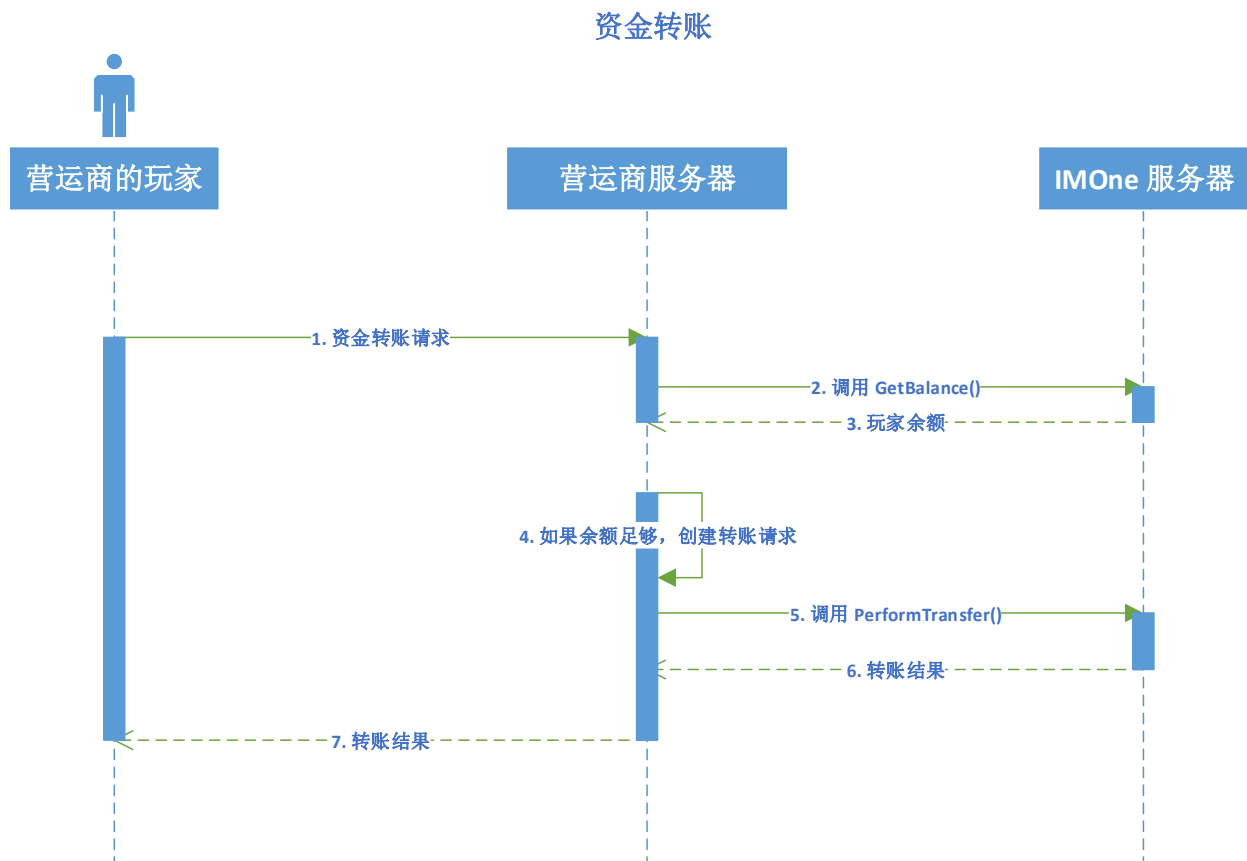 资金转账
营运商的玩家
营运商服务器
IMOne 服务器
1. 资金转账请求
2. 调用 GetBalance()
3. 玩家余额
4. 如果余额足够，创建转账请求
5. 调用 PerformTransfer()
6. 转账结果
7. 转账结果